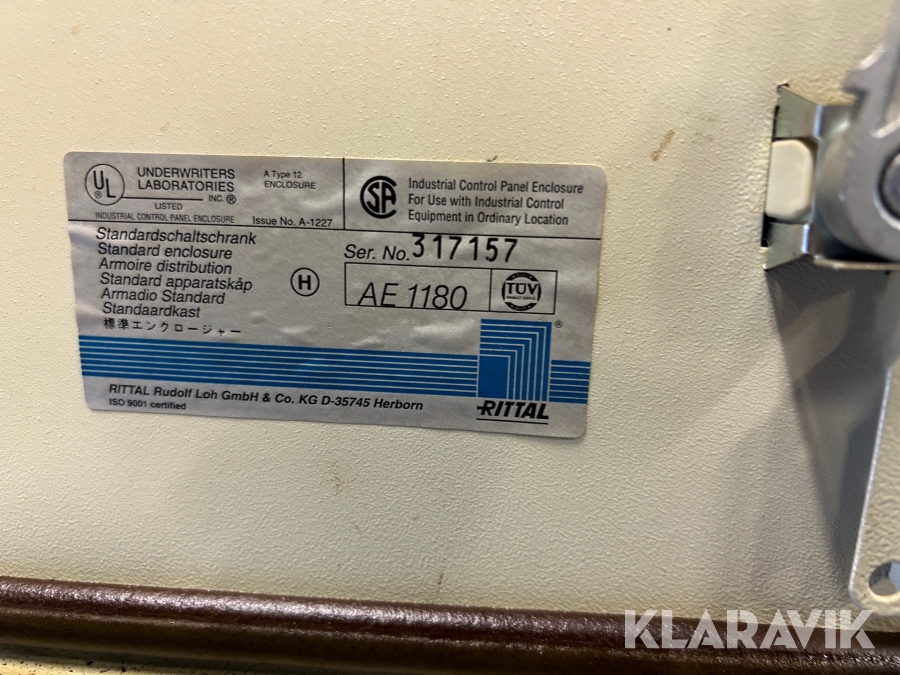 UL
®
UNDERWRITERS
LABORATORIES
INC. ®
LISTED
INDUSTRIAL CONTROL PANEL ENCLOSURE
A Type 12
ENCLOSURE
Issue No. A-1227
SA
®
Industrial Control Panel Enclosure
For Use with Industrial Control
Equipment in Ordinary Location
Standardschaltschrank
Standard enclosure
Armoire distribution
Standard apparatskåp
Armadio Standard
Standaardkast
標準エンクロージャー
H
Ser. No. 317157
AE 1180
TÜV
PRODUCT SERVICE
®
RITTAL
RITTAL Rudolf Loh GmbH & Co. KG D-35745 Herborn
ISO 9001 certified
KLARAVIK